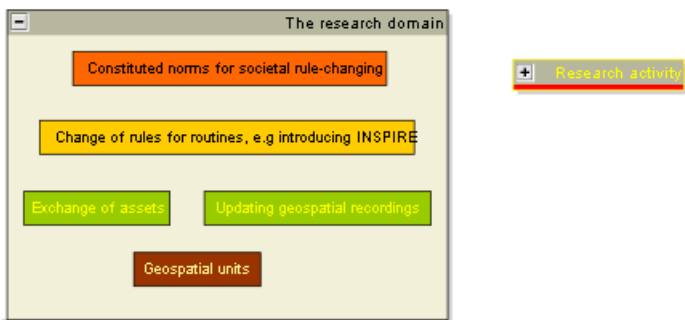 The research domain
Constituted norms for societal rule-changing
Change of rules for routines, e.g introducing INSPIRE
Exchange of assets
Updating geospatial recordings
Geospatial units
Research activity